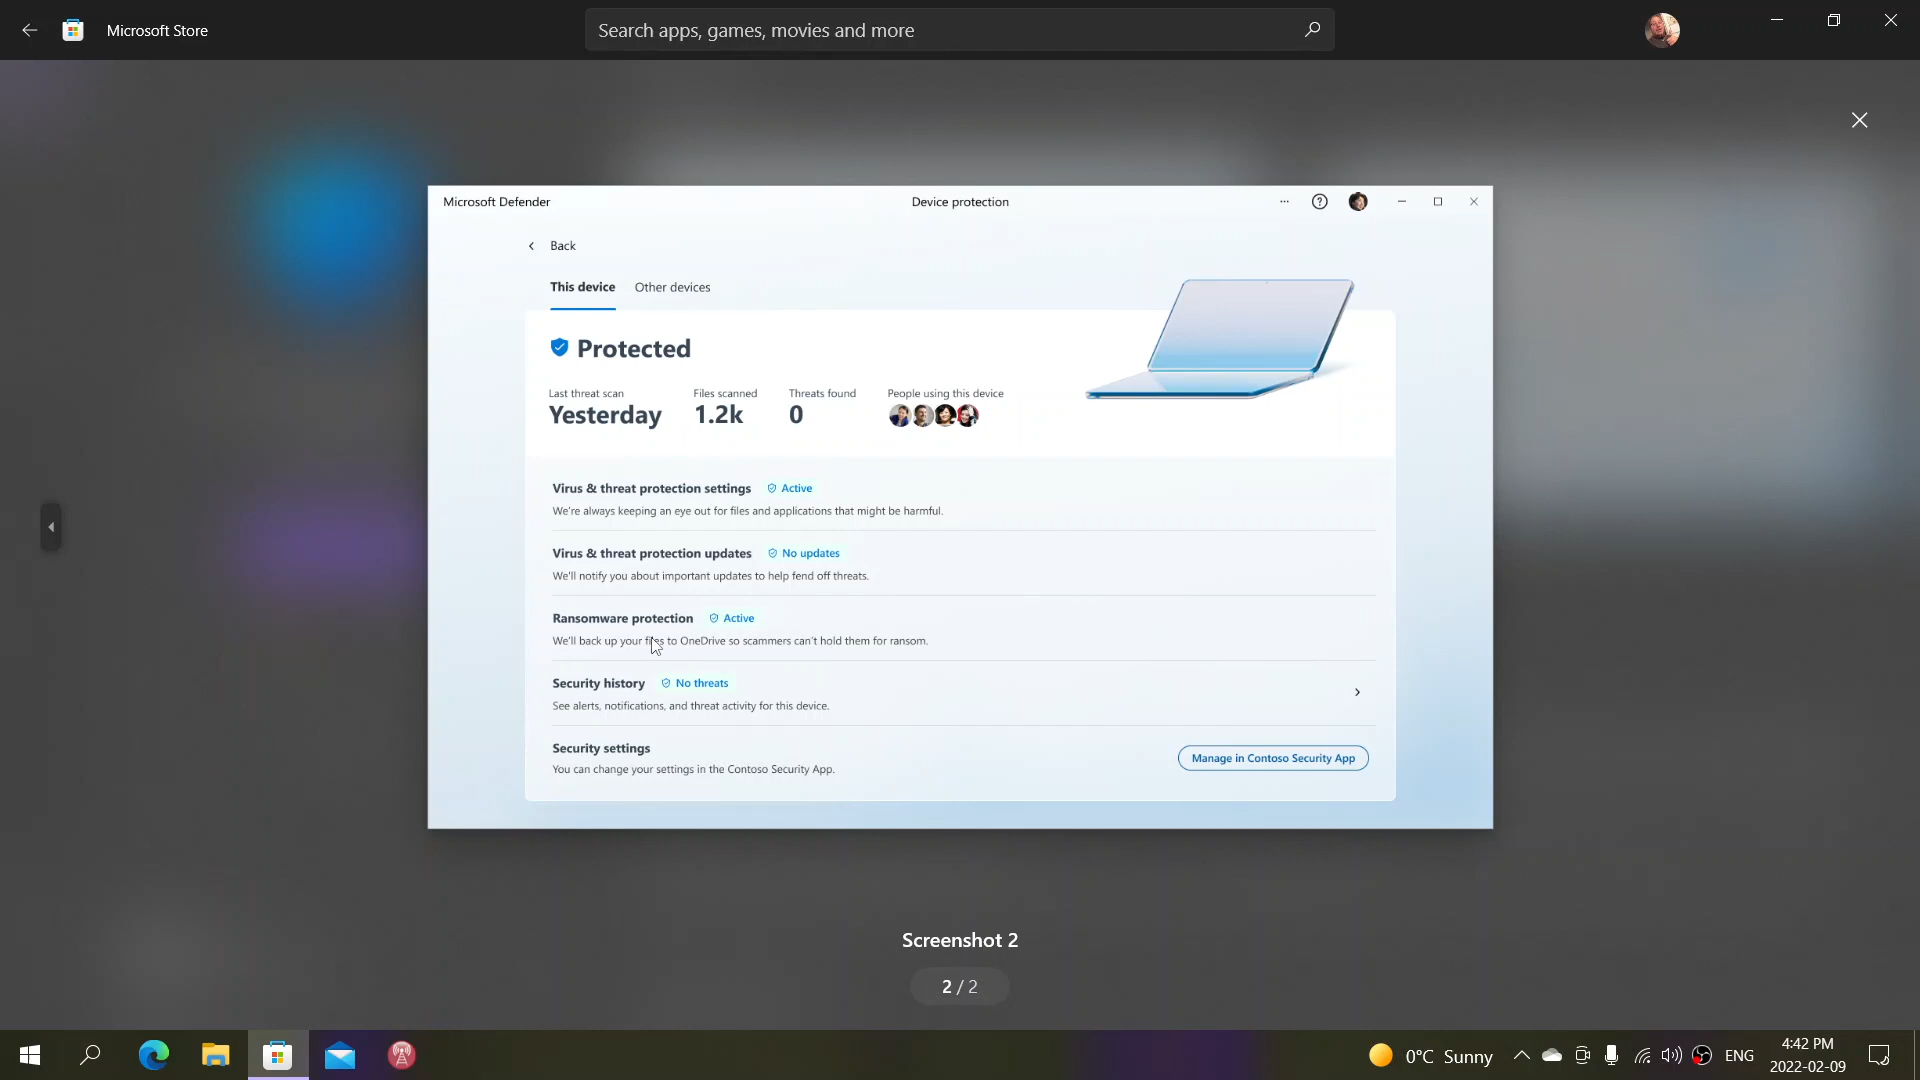 Microsoft Store
Search apps, games, movies and more
Microsoft Defender
Device protection
Back
This device
Other devices
Protected
Last threat scan
Files scanned
Threats found
People using this device
Yesterday
1.2k
0
Virus & threat protection settings
Active
We're always keeping an eye out for files and applications that might be harmful.
Virus & threat protection updates
No updates
We'll notify you about important updates to help fend off threats.
Ransomware protection
Active
We'll back up your files to OneDrive so scammers can't hold them for ransom.
Security history
No threats
See alerts, notifications, and threat activity for this device.
Security settings
You can change your settings in the Contoso Security App.
Manage in Contoso Security App
Screenshot 2
2 / 2
0°C Sunny
ENG
4:42 PM
2022-02-09